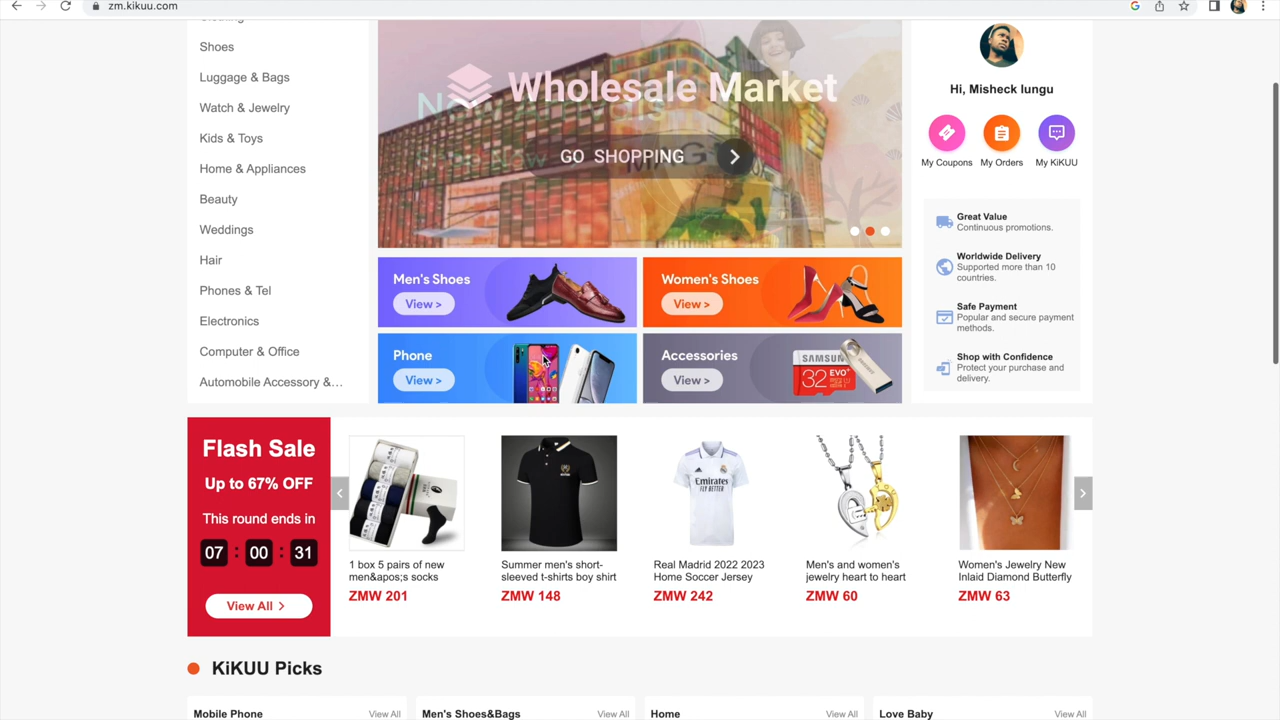 zm.kikuu.com
Clothing
Shoes
Luggage & Bags
Watch & Jewelry
Kids & Toys
Home & Appliances
Beauty
Weddings
Hair
Phones & Tel
Electronics
Computer & Office
Automobile Accessory &...
Wholesale Market
GO SHOPPING
Men's Shoes
View >
Women's Shoes
View >
Phone
View >
Accessories
View >
SAMSUNG
EVO+
32
Hi, Misheck lungu
My Coupons
My Orders
My KiKUU
Great Value
Continuous promotions.
Worldwide Delivery
Supported more than 10
countries.
Safe Payment
Popular and secure payment
methods.
Shop with Confidence
Protect your purchase and
delivery.
Flash Sale
Up to 67% OFF
This round ends in
07 : 00 : 31
View All >
1 box 5 pairs of new
men&apos;s socks
ZMW 201
Summer men's short-
sleeved t-shirts boy shirt
ZMW 148
Emirates
FLY BETTER
Real Madrid 2022 2023
Home Soccer Jersey
ZMW 242
Men's and women's
jewelry heart to heart
ZMW 60
Women's Jewelry New
Inlaid Diamond Butterfly
ZMW 63
KiKUU Picks
Mobile Phone
View All
Men's Shoes&Bags
View All
Home
View All
Love Baby
View All